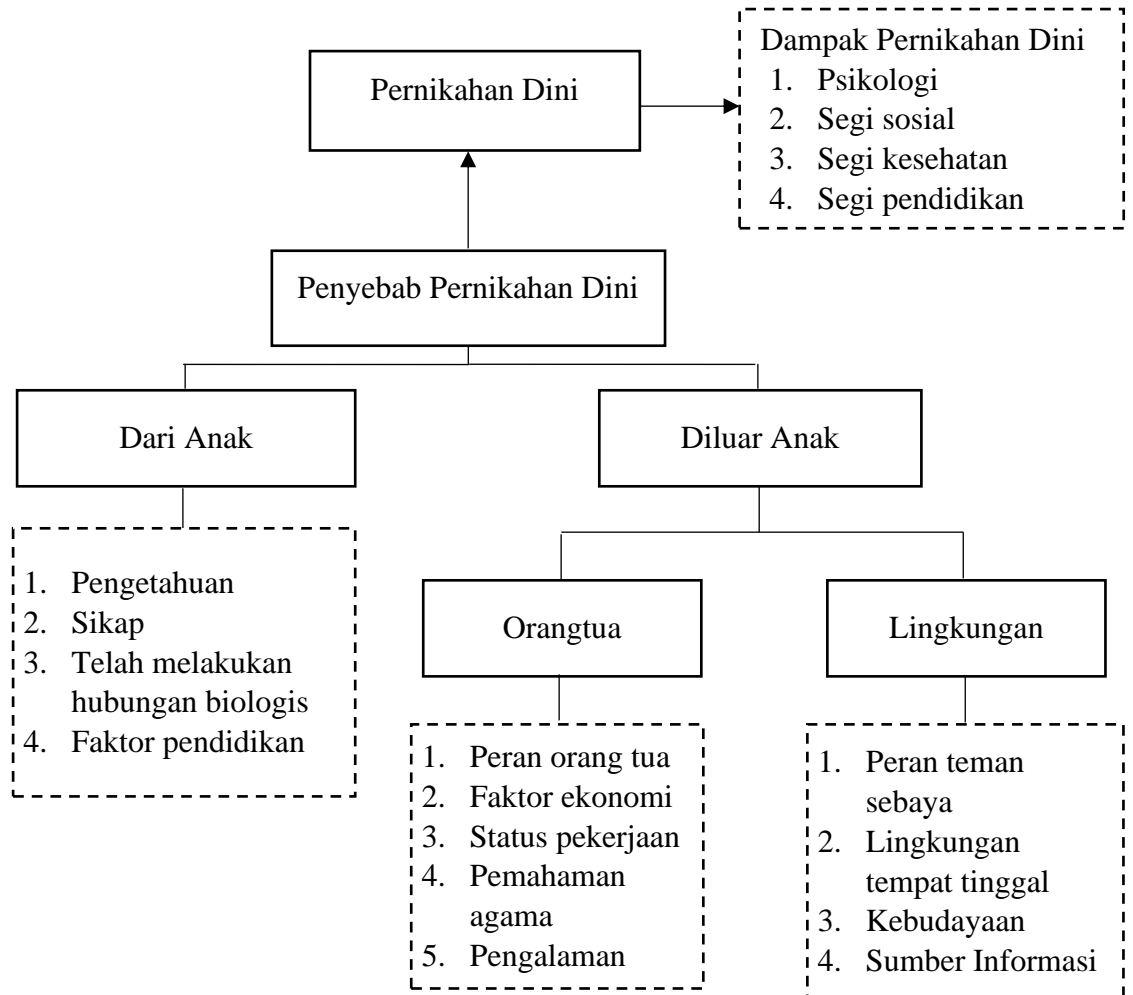 Pernikahan Dini
Dampak Pernikahan Dini
1. Psikologi
2. Segi sosial
3. Segi kesehatan
4. Segi pendidikan
Penyebab Pernikahan Dini
Dari Anak
Diluar Anak
1. Pengetahuan
2. Sikap
3. Telah melakukan
hubungan biologis
4. Faktor pendidikan
Orangtua
Lingkungan
1. Peran orang tua
2. Faktor ekonomi
3. Status pekerjaan
4. Pemahaman
agama
5. Pengalaman
1. Peran teman
sebaya
2. Lingkungan
tempat tinggal
3. Kebudayaan
4. Sumber Informasi